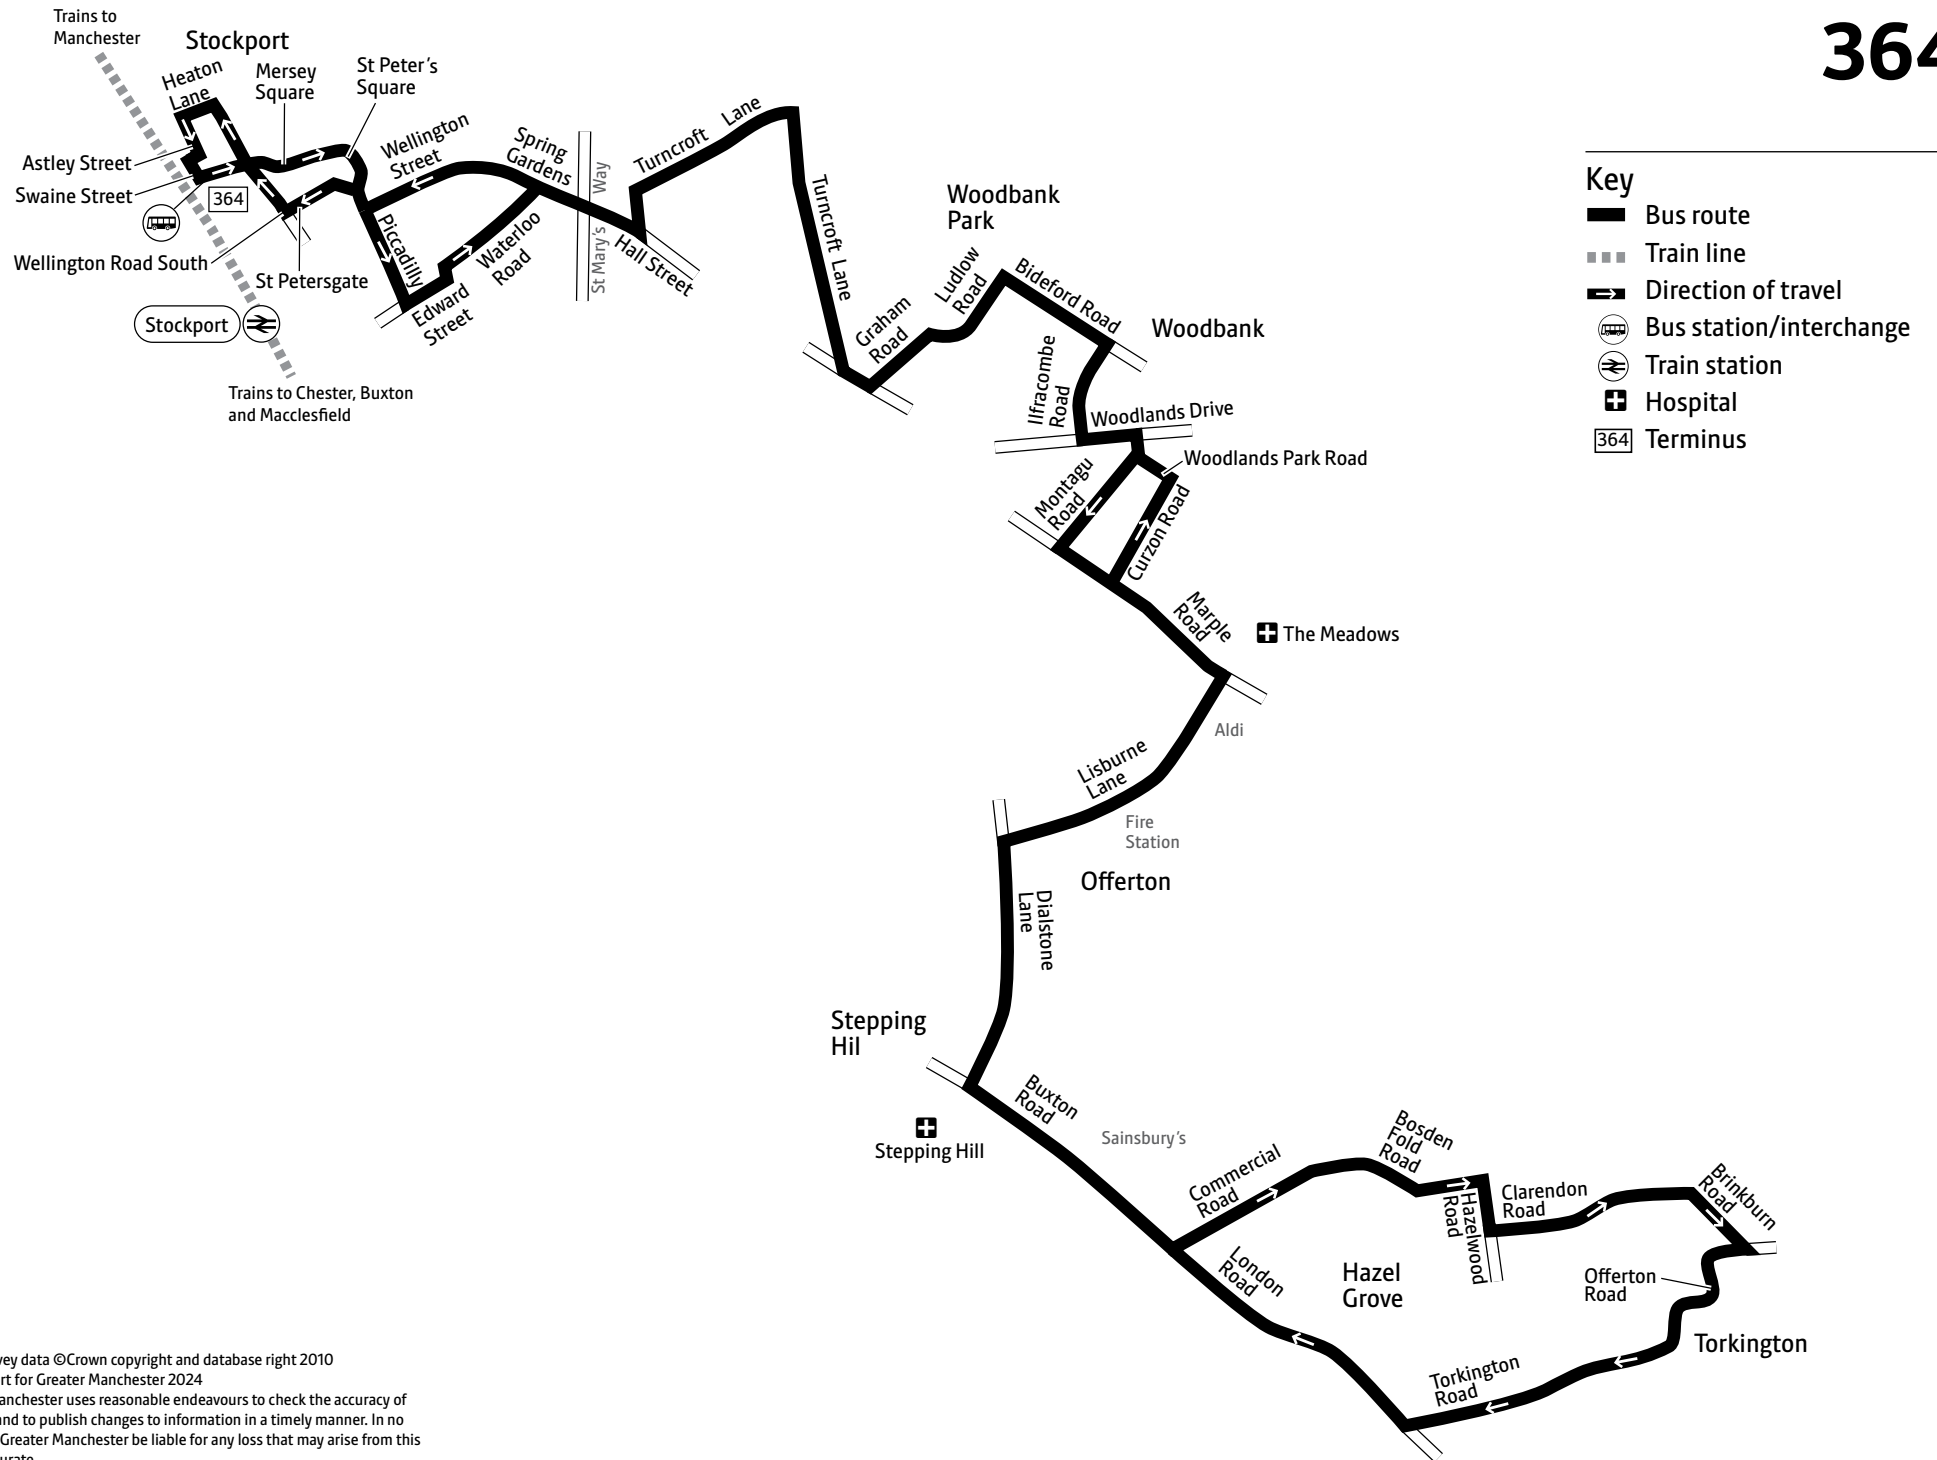 Trains to
Manchester
Stockport
364
Heaton
Lane
Mersey
Square
St Peter's
Square
Astley Street
Swaine Street
364
Wellington Road South
St Petersgate
Stockport
Trains to Chester, Buxton
and Macclesfield
Wellington
Street
Piccadilly
Edward
Street
Waterloo
Road
Spring
Gardens
St Mary's Way
Hall Street
Turncroft Lane
Turncroft Lane
Graham
Road
Ludlow
Road
Woodbank
Park
Bideford Road
Woodbank
Ilfracombe
Road
Woodlands Drive
Woodlands Park Road
Montagu
Road
Curzon Road
Marple
Road
The Meadows
Aldi
Lisburne
Lane
Fire
Station
Offerton
Dialstone
Lane
Stepping
Hil
Stepping Hill
Buxton
Road
Sainsbury's
Commercial
Road
Bosden
Fold
Road
Hazelwood
Road
Clarendon
Road
Brinkburn
Road
London
Road
Hazel
Grove
Offerton
Road
Torkington
Torkington
Road
Key
Bus route
Train line
Direction of travel
Bus station/interchange
Train station
Hospital
364 Terminus
vey data ©Crown copyright and database right 2010
rt for Greater Manchester 2024
anchester uses reasonable endeavours to check the accuracy of
and to publish changes to information in a timely manner. In no
Greater Manchester be liable for any loss that may arise from this
urate.